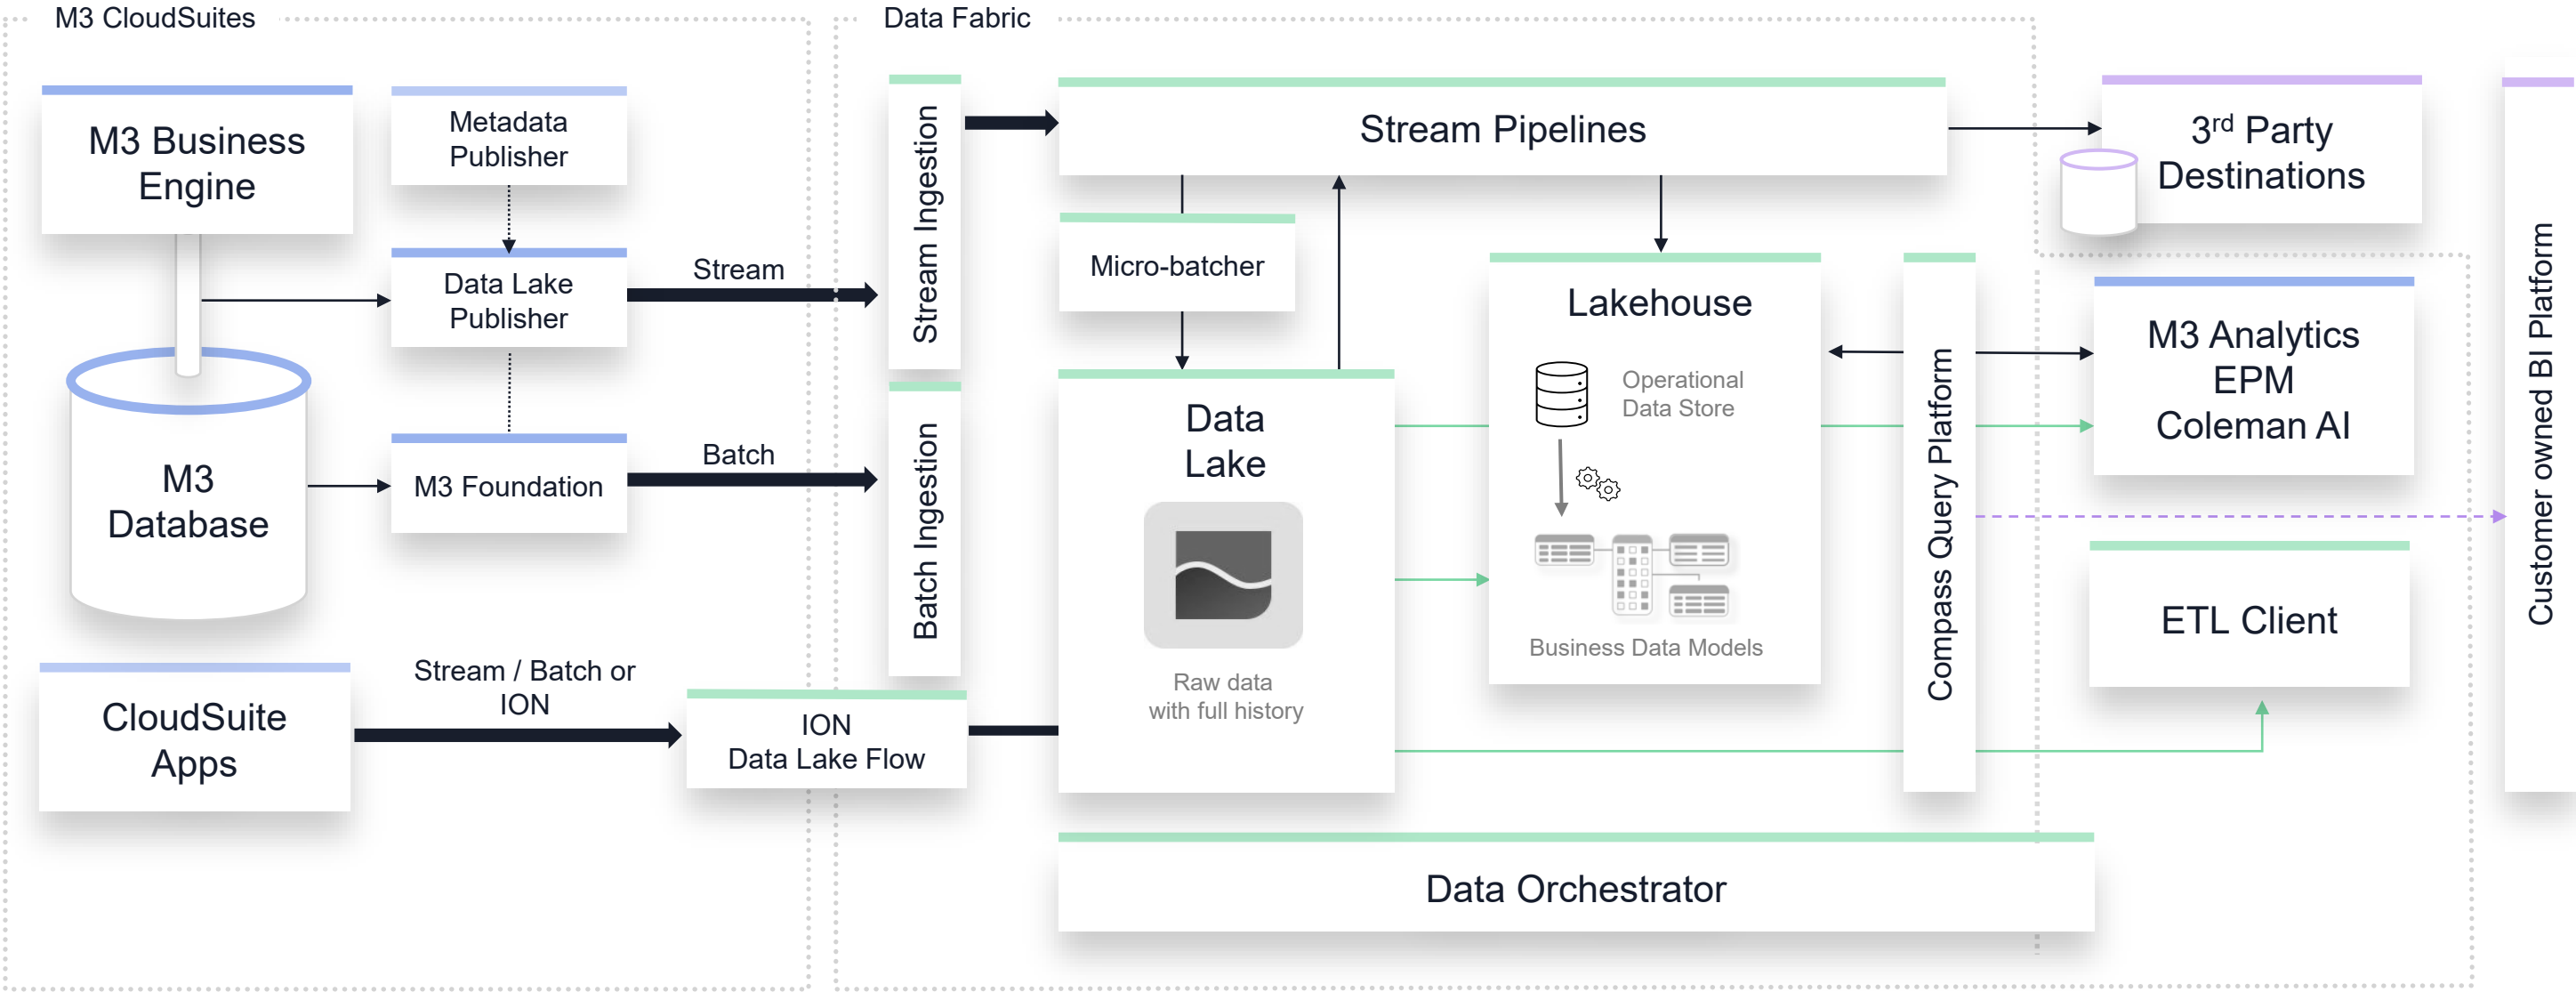 M3 CloudSuites
Data Fabric
M3 Business
Engine
Metadata
Publisher
Data Lake
Publisher
Stream
M3
Database
M3 Foundation
Batch
CloudSuite
Apps
Stream / Batch or
ION
ION
Data Lake Flow
Stream Ingestion
Batch Ingestion
Stream Pipelines
Micro-batcher
Data
Lake
Raw data
with full history
Lakehouse
Operational
Data Store
Business Data Models
Compass Query Platform
Data Orchestrator
3rd Party
Destinations
M3 Analytics
EPM
Coleman AI
ETL Client
Customer owned BI Platform